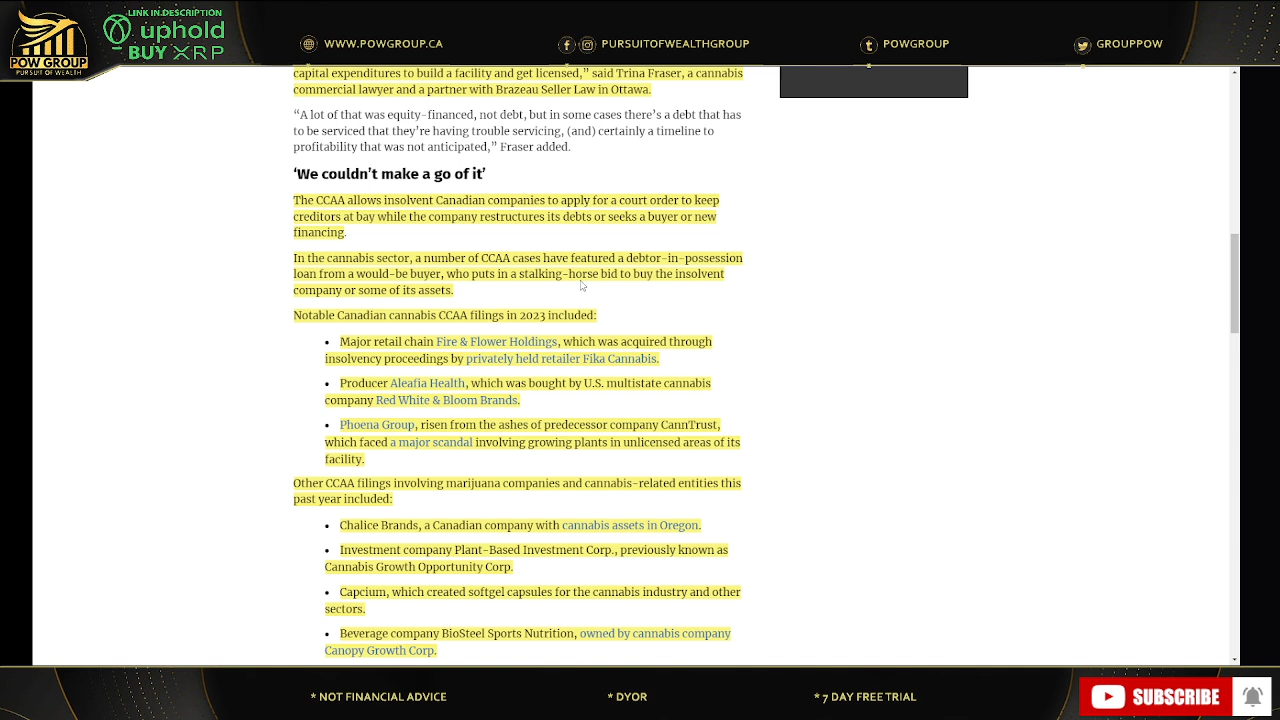 LINK IN DESCRIPTION
uphold
BUY XRP
POW GROUP
PURSUIT OF WEALTH
WWW.POWGROUP.CA
PURSUITOFWEALTHGROUP
POWGROUP
GROUPPOW
capital expenditures to build a facility and get licensed,” said Trina Fraser, a cannabis
commercial lawyer and a partner with Brazeau Seller Law in Ottawa.
“A lot of that was equity-financed, not debt, but in some cases there’s a debt that has
to be serviced that they’re having trouble servicing, (and) certainly a timeline to
profitability that was not anticipated,” Fraser added.
‘We couldn’t make a go of it’
The CCAA allows insolvent Canadian companies to apply for a court order to keep
creditors at bay while the company restructures its debts or seeks a buyer or new
financing.
In the cannabis sector, a number of CCAA cases have featured a debtor-in-possession
loan from a would-be buyer, who puts in a stalking-horse bid to buy the insolvent
company or some of its assets.
Notable Canadian cannabis CCAA filings in 2023 included:
• Major retail chain Fire & Flower Holdings, which was acquired through
insolvency proceedings by privately held retailer Fika Cannabis.
• Producer Aleafia Health, which was bought by U.S. multistate cannabis
company Red White & Bloom Brands.
• Phoena Group, risen from the ashes of predecessor company CannTrust,
which faced a major scandal involving growing plants in unlicensed areas of its
facility.
Other CCAA filings involving marijuana companies and cannabis-related entities this
past year included:
• Chalice Brands, a Canadian company with cannabis assets in Oregon.
• Investment company Plant-Based Investment Corp., previously known as
Cannabis Growth Opportunity Corp.
• Capcium, which created softgel capsules for the cannabis industry and other
sectors.
• Beverage company BioSteel Sports Nutrition, owned by cannabis company
Canopy Growth Corp.
* NOT FINANCIAL ADVICE
* DYOR
* 7 DAY FREE TRIAL
SUBSCRIBE